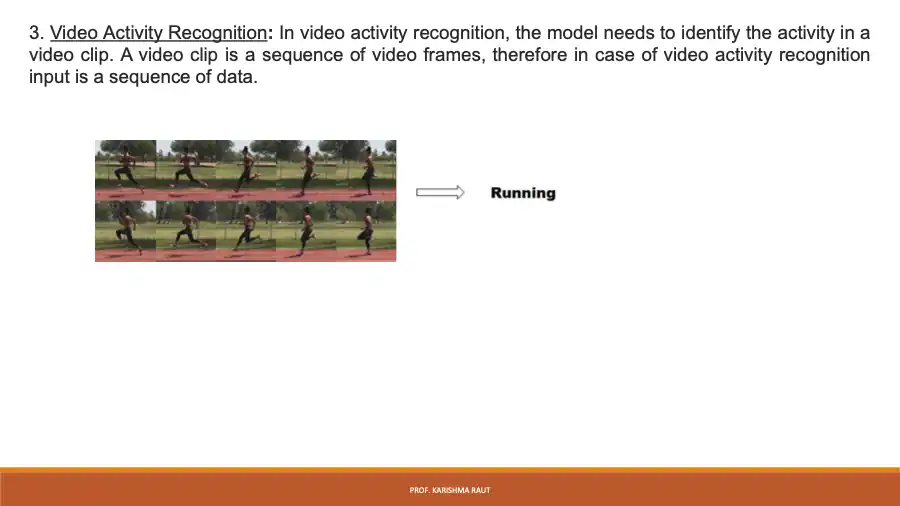 3. Video Activity Recognition: In video activity recognition, the model needs to identify the activity in a
video clip. A video clip is a sequence of video frames, therefore in case of video activity recognition
input is a sequence of data.
Running
PROF. KARISHMA RAUT